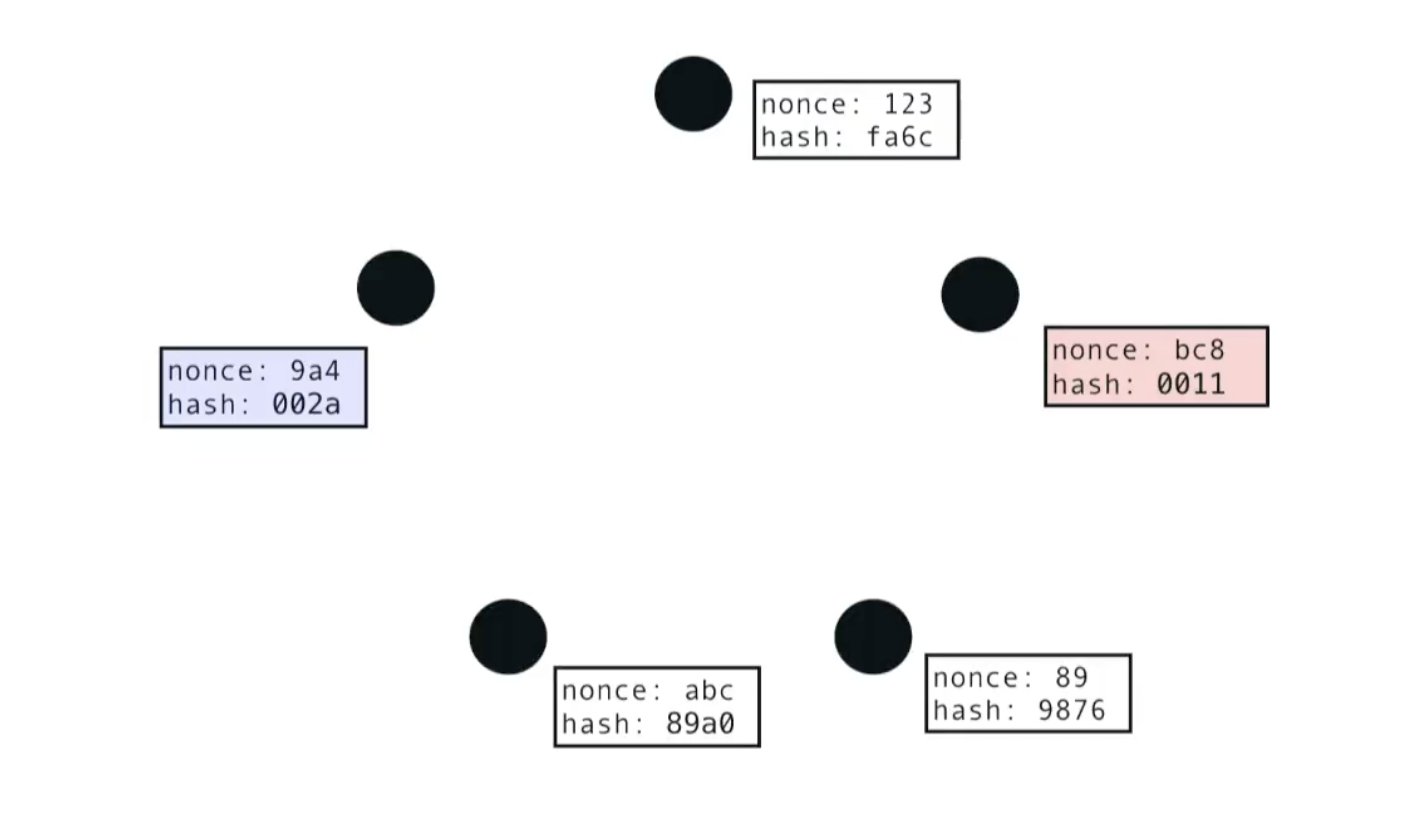 nonce: 123
hash: fa6c
nonce: 9a4
hash: 002a
nonce: bc8
hash: 0011
nonce: abc
hash: 89a0
nonce: 89
hash: 9876